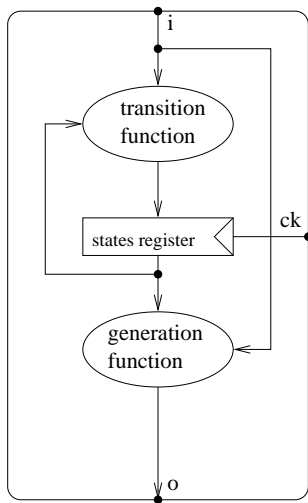 i
transition
function
ck
states register
generation
function
o